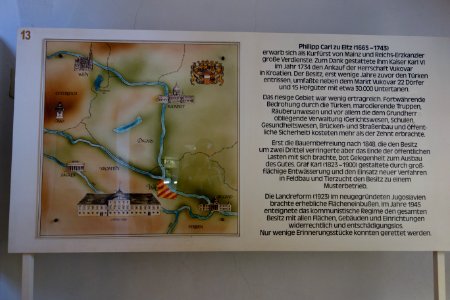 13
Philipp Carl zu Eltz (1665 - 1743)
erwarb sich als Kurfürst von Mainz und Reichs-Erzkanzler
große Verdienste. Zum Dank gestattete ihm Kaiser Karl VI
im Jahr 1734 den Ankauf der Herrschaft Vukovar
in Kroatien. Der Besitz, erst wenige Jahre zuvor den Türken
entrissen, umfaßte neben dem Markt Vukovar 22 Dörfer
und 15 Hofgüter mit etwa 30.000 Untertanen.
Das riesige Gebiet war wenig ertragreich. Fortwährende
Bedrohung durch die Türken, marodierende Truppen,
Räuberunwesen und vor allem die dem Grundherrn
obliegende Verwaltung (Gerichtswesen, Schulen,
Gesundheitswesen, Brücken- und Straßenbau und öffent-
liche Sicherheit) kosteten mehr als der Zehnt erbrachte.
Erst die Bauernbefreiung nach 1848, die den Besitz
um zwei Drittel verringerte aber das Ende der öffentlichen
Lasten mit sich brachte, bot Gelegenheit zum Ausbau
des Gutes. Graf Karl (1823 - 1900) gestaltete durch groß-
flächige Entwässerung und den Einsatz neuer Verfahren
in Feldbau und Tierzucht den Besitz zu einem
Musterbetrieb.
Die Landreform (1923) im neugegründeten Jugoslavien
brachte erhebliche Flächeneinbußen, im Jahre 1945
enteignete das kommunistische Regime den gesamten
Besitz mit allen Flächen, Gebäuden und Einrichtungen
widerrechtlich und entschädigungslos.
Nur wenige Erinnerungsstücke konnten gerettet werden.